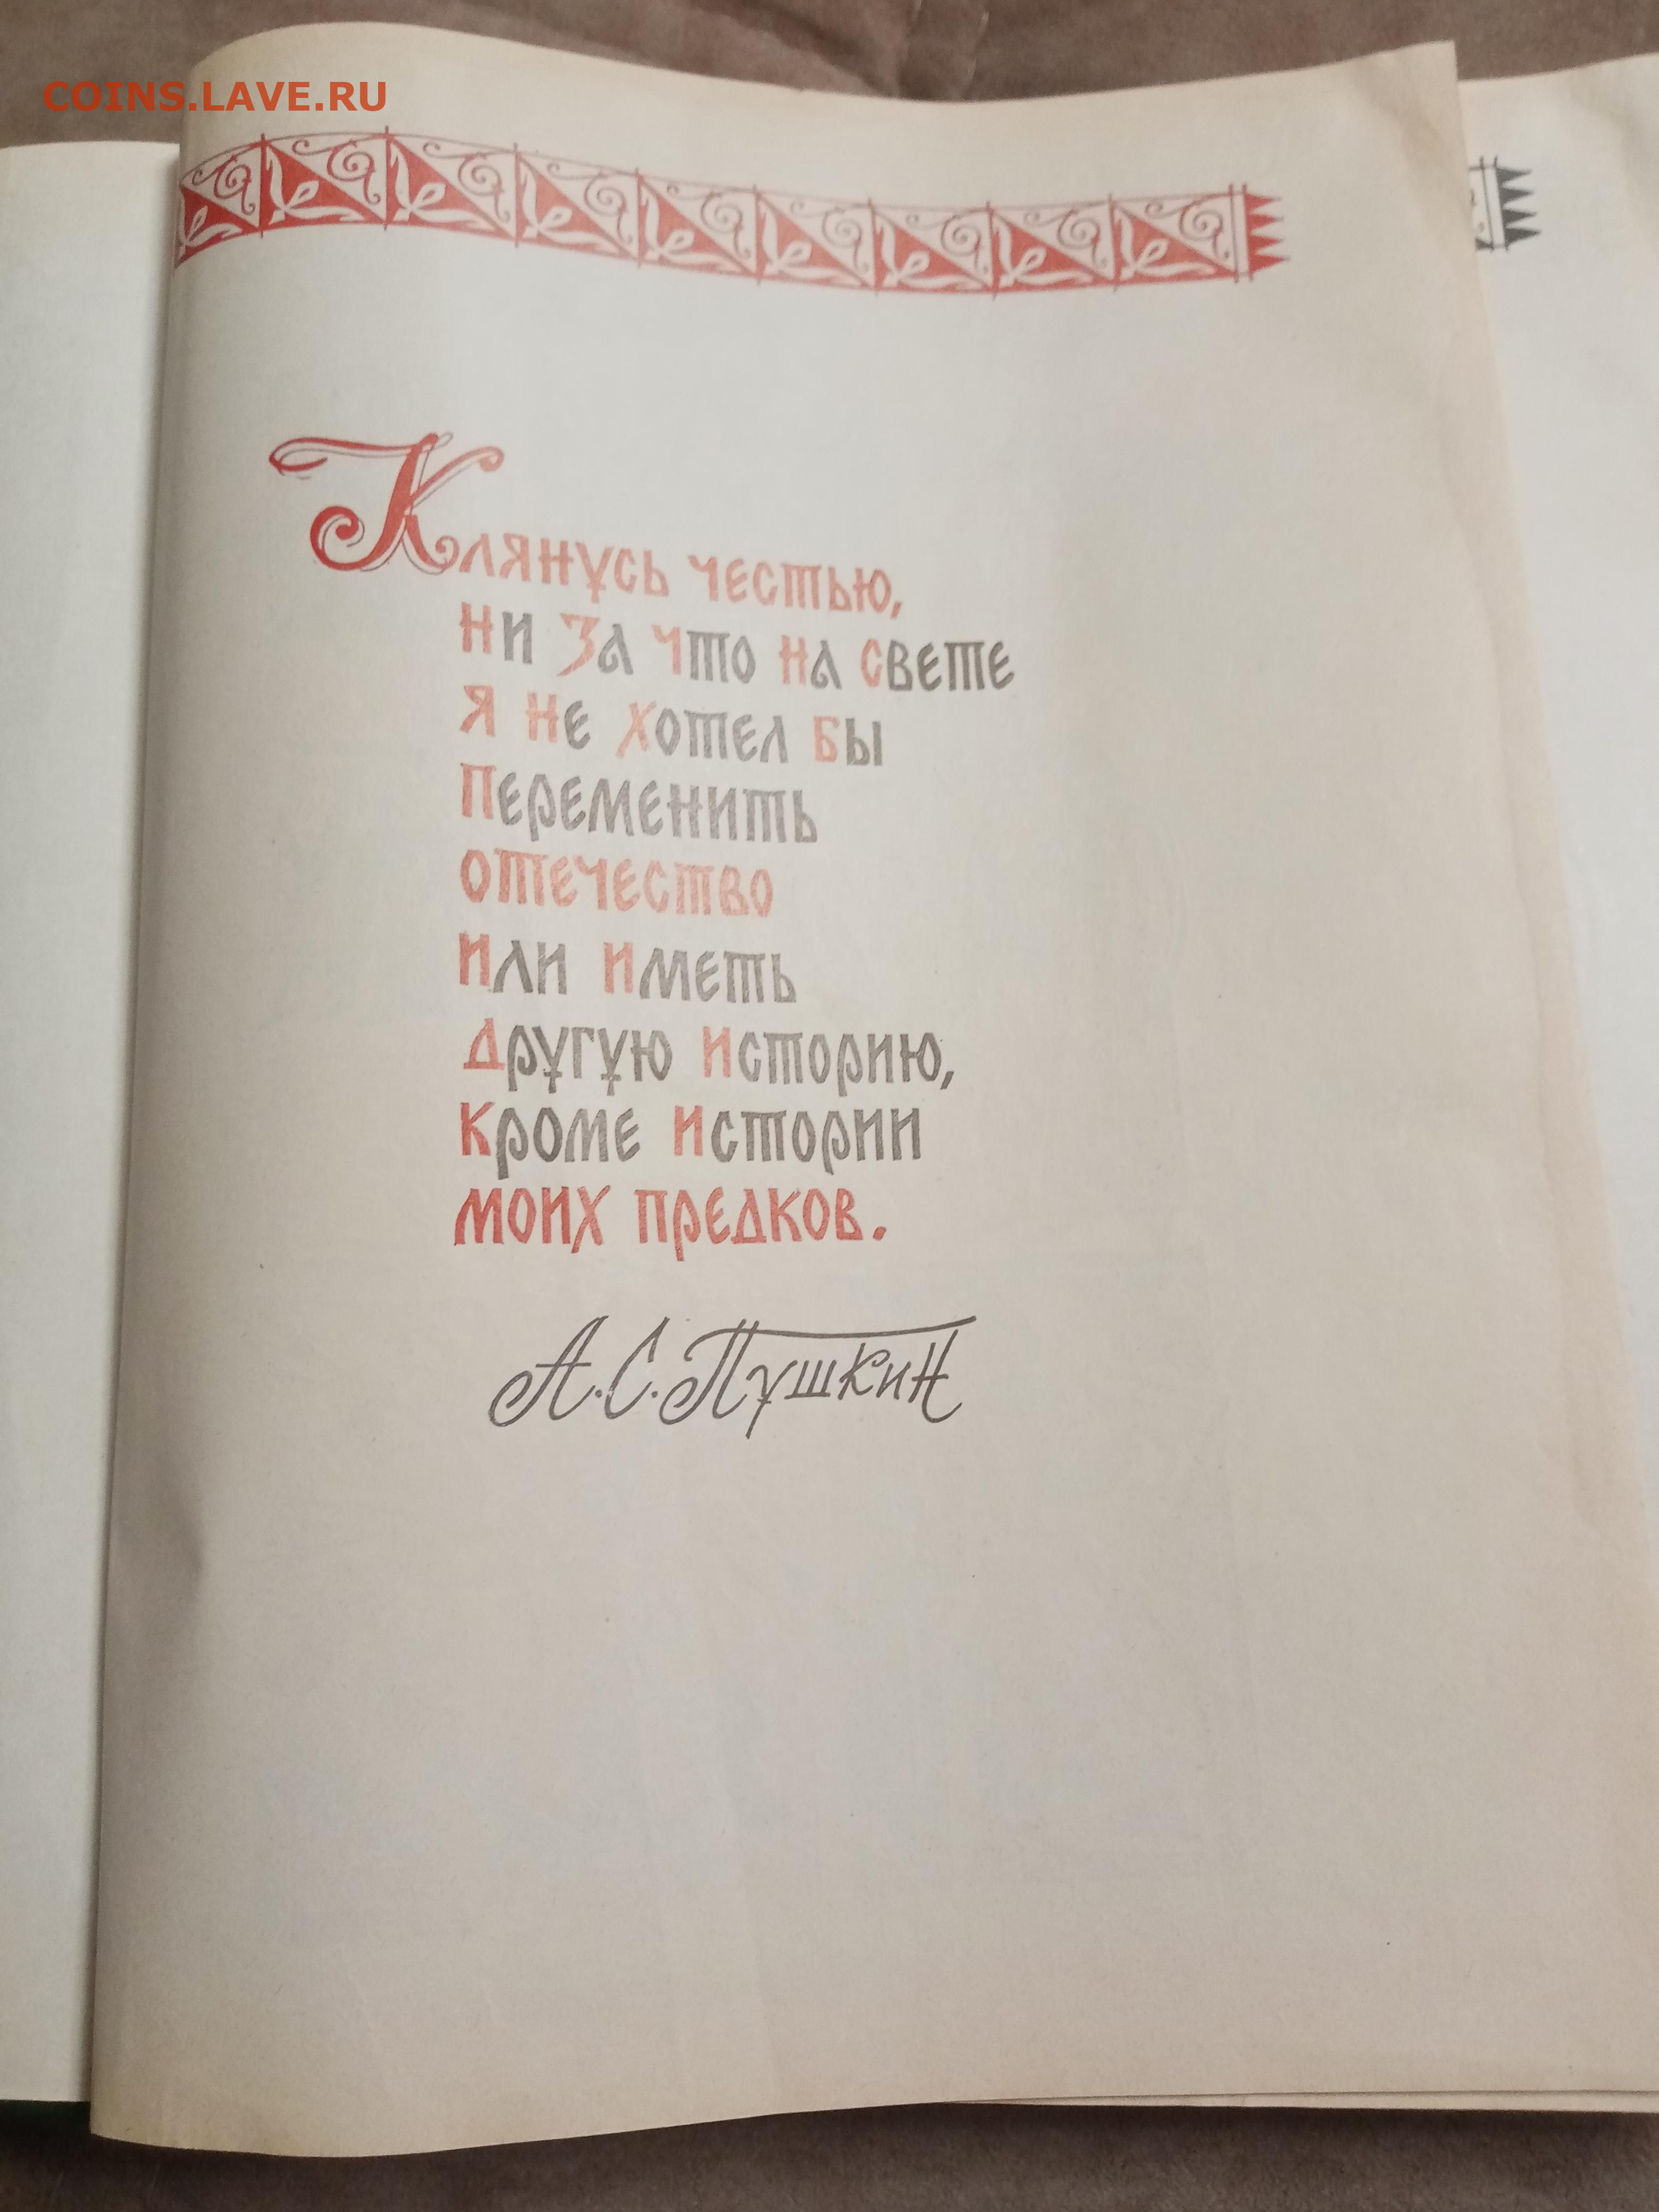 COINS.LAVE.RU
Клянусь честью,
Ни За Что На Свете
Я Не Хотел Бы
Переменить
отечество
Или Иметь
Другую Историю,
Кроме Истории
моих предков.
А.С.Пушкин